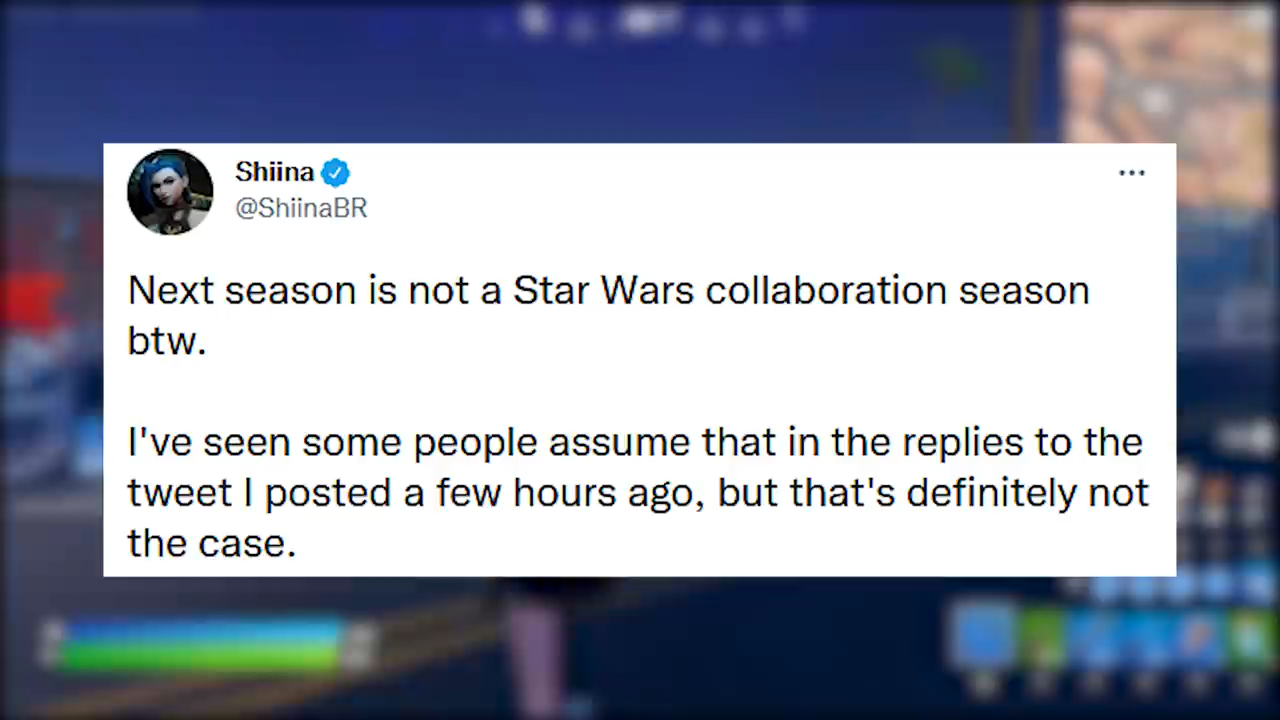 Shiina
@ShiinaBR
Next season is not a Star Wars collaboration season
btw.
I've seen some people assume that in the replies to the
tweet I posted a few hours ago, but that's definitely not
the case.